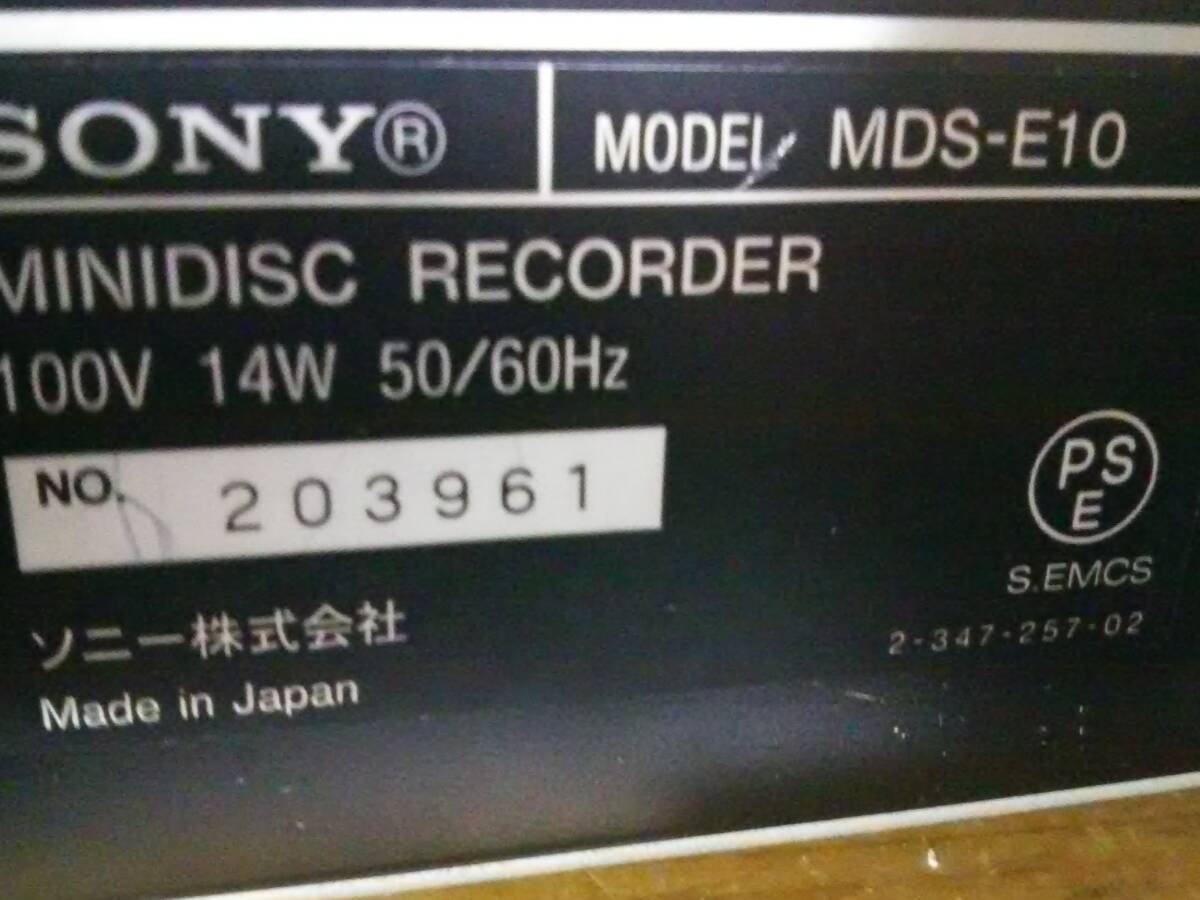 SONY® MODEL MDS-E10
MINIDISC RECORDER
100V 14W 50/60Hz
NO. 203961
PS
E
S.EMCS
2-347-257-02
ソニー株式会社
Made in Japan